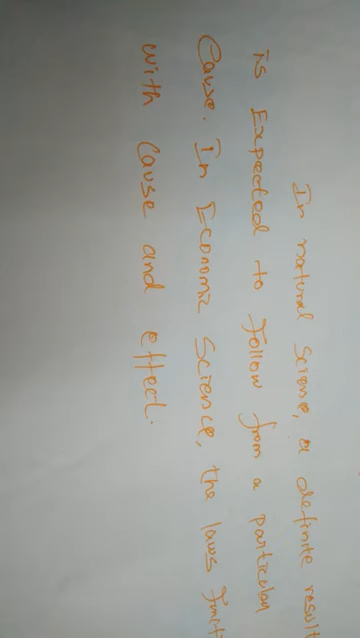 In natural Science, a definite result
is Expected to follow from a particular
Cause. In Economic Science, the laws
with Cause and effect.